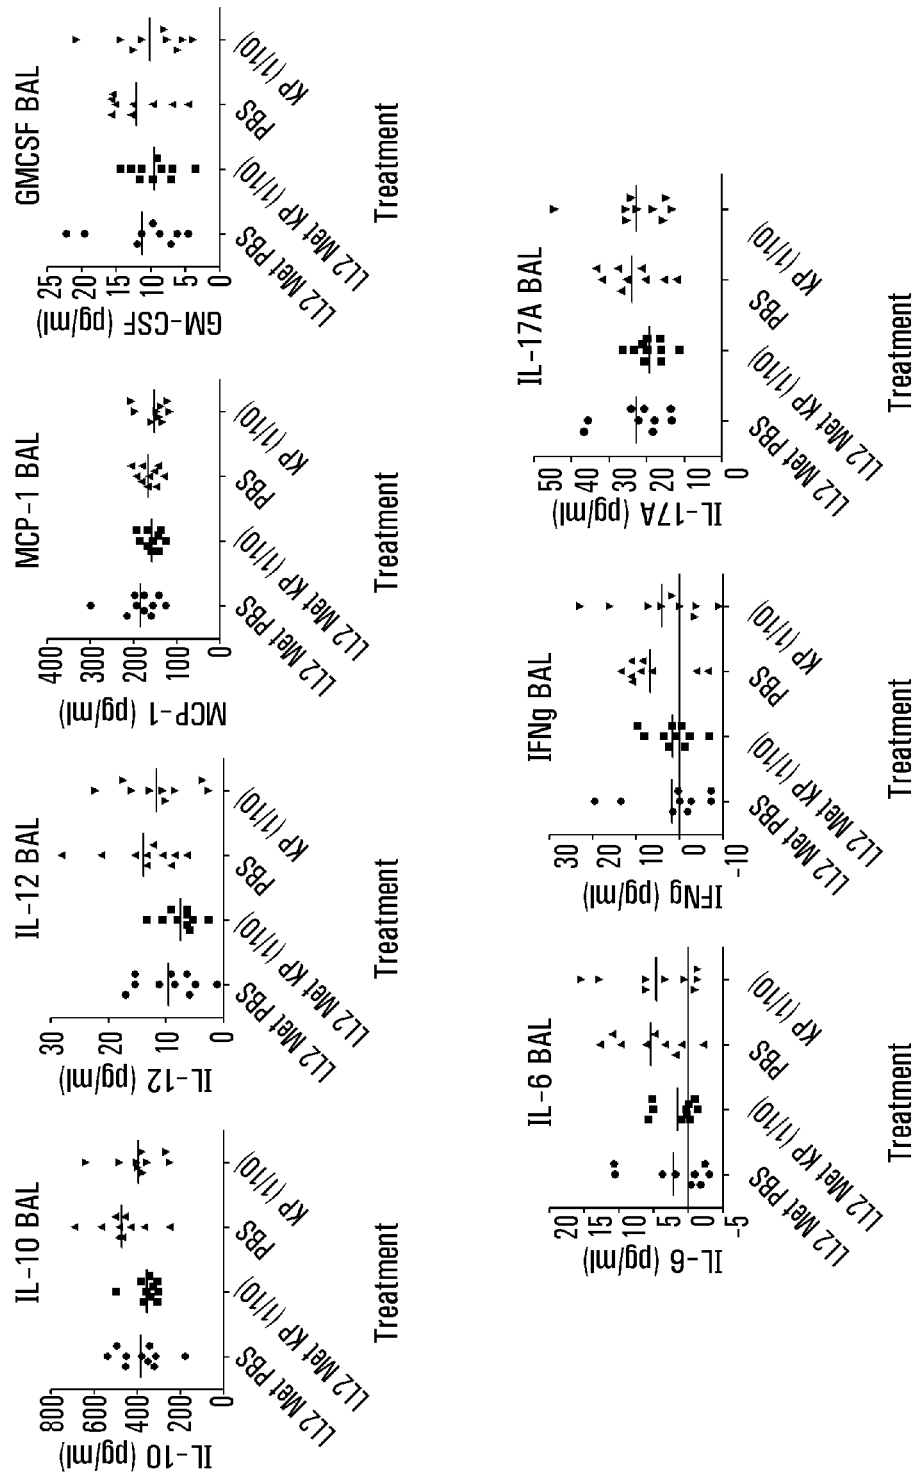 IL-10 BAL
IL-10 (pg/ml)
800
600
400
200
0
LL2 Met PBS
LL2 Met KP (1/10)
PBS
KP (1/10)
Treatment
IL-12 BAL
IL-12 (pg/ml)
30
20
10
0
LL2 Met PBS
LL2 Met KP (1/10)
PBS
KP (1/10)
Treatment
MCP-1 BAL
MCP-1 (pg/ml)
400
300
200
100
0
LL2 Met PBS
LL2 Met KP (1/10)
PBS
KP (1/10)
Treatment
GMCSF BAL
GM-CSF (pg/ml)
25
20
15
10
5
0
LL2 Met PBS
LL2 Met KP (1/10)
PBS
KP (1/10)
Treatment
IL-6 BAL
IL-6 (pg/ml)
20
15
10
5
0
-5
LL2 Met PBS
LL2 Met KP (1/10)
PBS
KP (1/10)
Treatment
IFNg BAL
IFNg (pg/ml)
30
20
10
0
-10
LL2 Met PBS
LL2 Met KP (1/10)
PBS
KP (1/10)
Treatment
IL-17A BAL
IL-17A (pg/ml)
50
40
30
20
10
0
LL2 Met PBS
LL2 Met KP (1/10)
PBS
KP (1/10)
Treatment